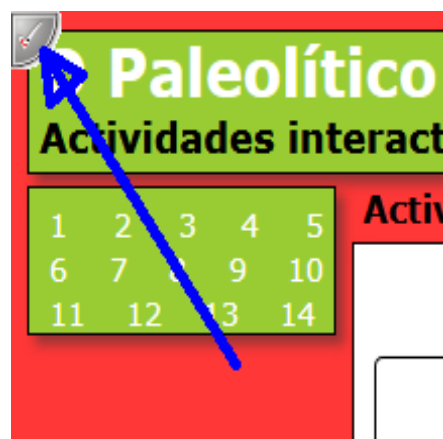 Paleolítico
Actividades interact
Activ
1 2 3 4 5
6 7 8 9 10
11 12 13 14